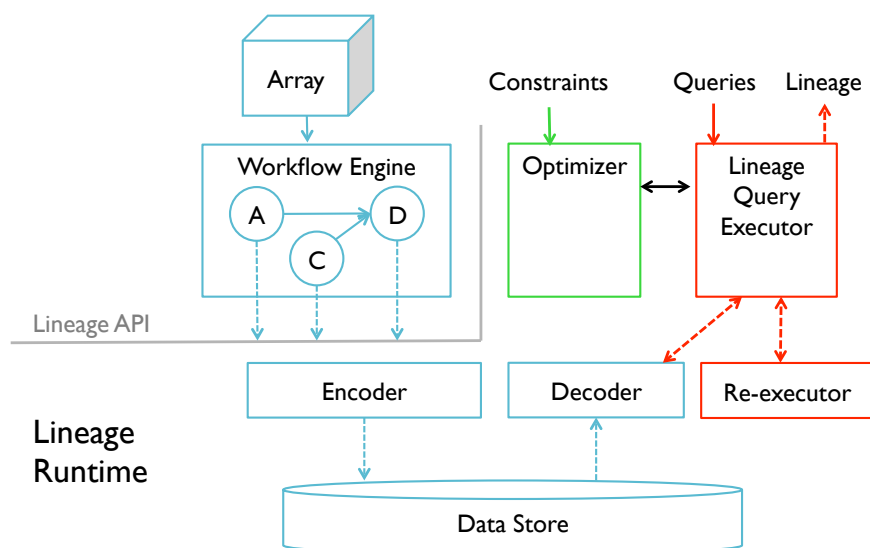 Array
Constraints
Queries
Lineage
Workflow Engine
A
D
C
Optimizer
Lineage
Query
Executor
Lineage API
Encoder
Decoder
Re-executor
Lineage
Runtime
Data Store